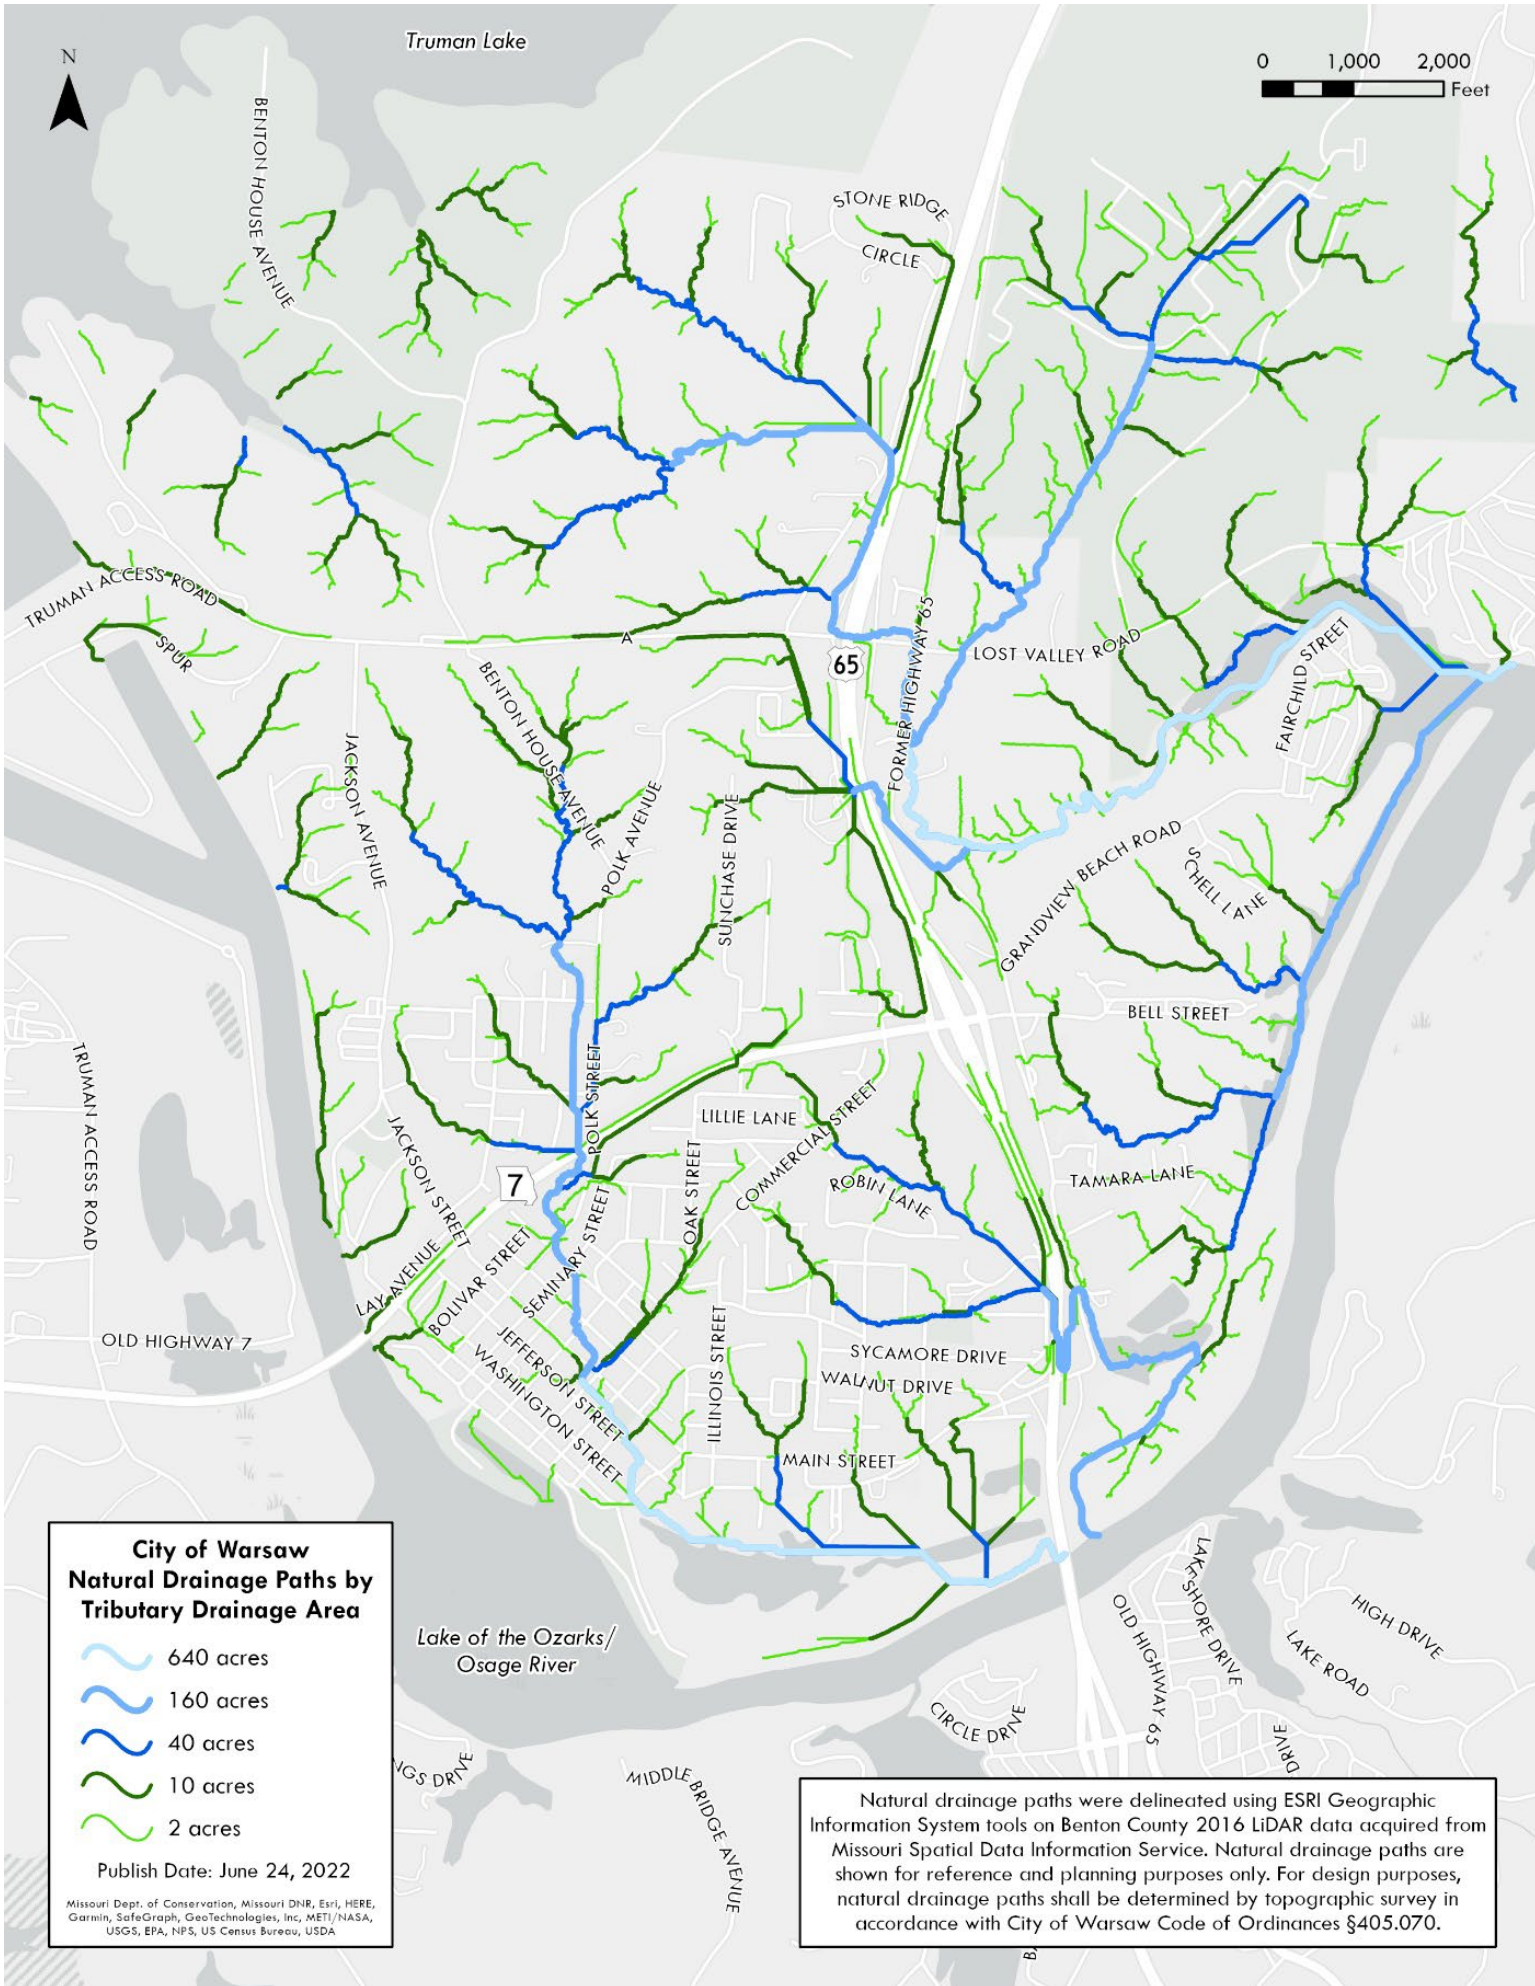 Truman Lake
N
0 1,000 2,000
Feet
BENTON HOUSE AVENUE
STONE RIDGE
CIRCLE
TRUMAN ACCESS ROAD
SPUR
A
65
FORMER HIGHWAY 65
LOST VALLEY ROAD
FAIRCHILD STREET
BENTON HOUSE AVENUE
JACKSON AVENUE
POLK AVENUE
SUNCHASE DRIVE
GRANDVIEW BEACH ROAD
SCHELL LANE
BELL STREET
TRUMAN ACCESS ROAD
POLK STREET
LILLIE LANE
COMMERCIAL STREET
JACKSON STREET
7
OAK STREET
ROBIN LANE
TAMARA LANE
SEMINARY STREET
LAY AVENUE
BOLIVAR STREET
OLD HIGHWAY 7
JEFFERSON STREET
WASHINGTON STREET
ILLINOIS STREET
SYCAMORE DRIVE
WALNUT DRIVE
MAIN STREET
City of Warsaw
Natural Drainage Paths by
Tributary Drainage Area
640 acres
160 acres
40 acres
10 acres
2 acres
Publish Date: June 24, 2022
Missouri Dept. of Conservation, Missouri DNR, Esri, HERE,
Garmin, SafeGraph, GeoTechnologies, Inc, METI/NASA,
USGS, EPA, NPS, US Census Bureau, USDA
Lake of the Ozarks/
Osage River
LAKESHORE DRIVE
OLD HIGHWAY 65
HIGH DRIVE
LAKE ROAD
CIRCLE DRIVE
DRIVE
NGS DRIVE
MIDDLE BRIDGE AVENUE
Natural drainage paths were delineated using ESRI Geographic
Information System tools on Benton County 2016 LiDAR data acquired from
Missouri Spatial Data Information Service. Natural drainage paths are
shown for reference and planning purposes only. For design purposes,
natural drainage paths shall be determined by topographic survey in
accordance with City of Warsaw Code of Ordinances §405.070.